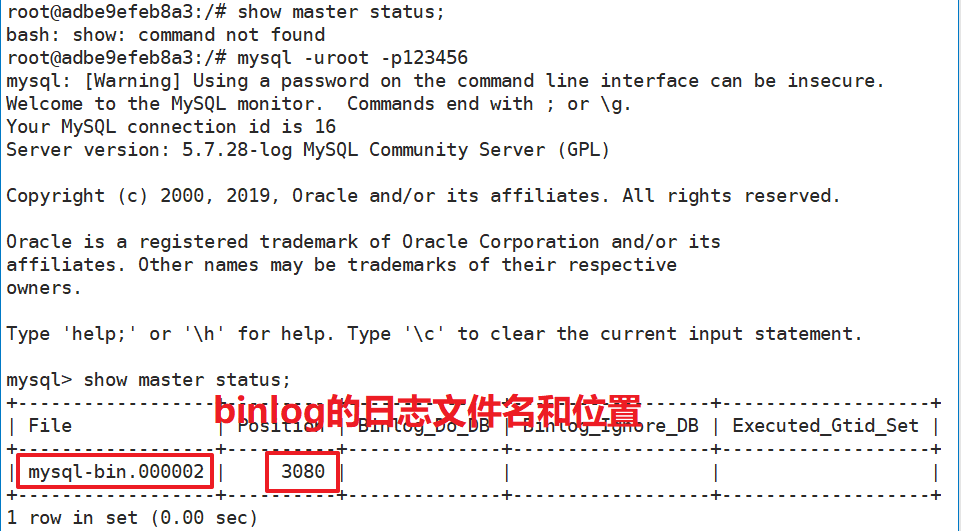 root@adbe9efeb8a3:/# show master status;
bash: show: command not found
root@adbe9efeb8a3:/# mysql -uroot -p123456
mysql: [Warning] Using a password on the command line interface can be insecure.
Welcome to the MySQL monitor.  Commands end with ; or \g.
Your MySQL connection id is 16
Server version: 5.7.28-log MySQL Community Server (GPL)
Copyright (c) 2000, 2019, Oracle and/or its affiliates. All rights reserved.
Oracle is a registered trademark of Oracle Corporation and/or its
affiliates. Other names may be trademarks of their respective
owners.
Type 'help;' or '\h' for help. Type '\c' to clear the current input statement.
mysql> show master status;
binlog的日志文件名和位置
+------------------+----------+--------------+------------------+-------------------+
| File             | Position | Binlog_Do_DB | Binlog_Ignore_DB | Executed_Gtid_Set |
+------------------+----------+--------------+------------------+-------------------+
| mysql-bin.000002 |     3080 |              |                  |                   |
+------------------+----------+--------------+------------------+-------------------+
1 row in set (0.00 sec)